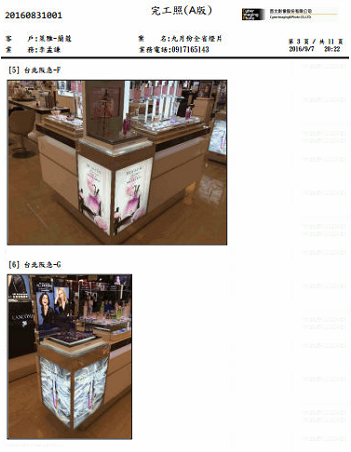 完工照(A版)
20160831001
客 戶:萊雅-蘭蔻
案 名:九月份全省燈片
第 3 頁 / 共 11 頁
業 務:李孟謙
業務電話:0917165143
2016/9/7 20:22
[5] 台北阪急-F
[6] 台北阪急-G
LANCOME